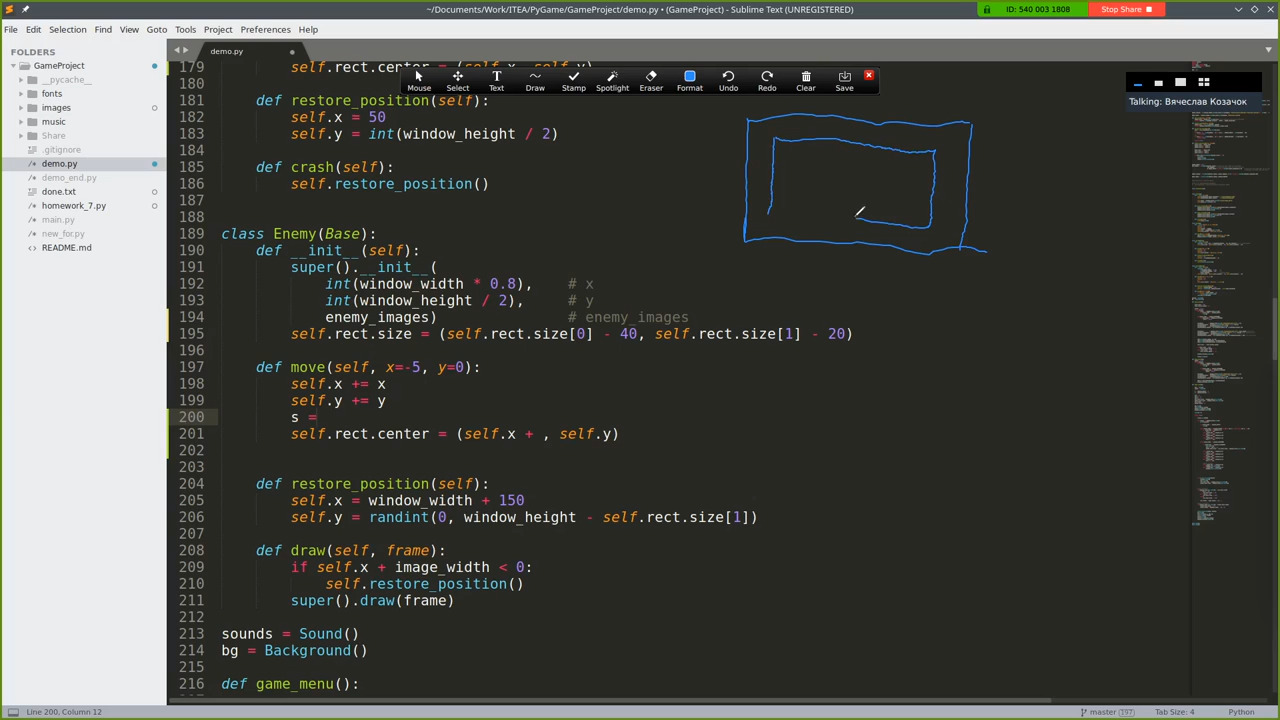 ~/Documents/Work/ITEA/PyGame/GameProject/demo.py • (GameProject) - Sublime Text (UNREGISTERED)
ID: 540 003 1808
Stop Share
File Edit Selection Find View Goto Tools Project Preferences Help
FOLDERS
GameProject
__pycache__
fonts
images
music
Share
.gitignore
demo.py
demo_end.py
done.txt
homework_7.py
main.py
new_for.py
README.md
demo.py
Mouse Select Text Draw Stamp Spotlight Eraser Format Undo Redo Clear Save
Talking: Вячеслав Козачок
179 self.rect.center = (self.x, self.y)
180
181 def restore_position(self):
182 self.x = 50
183 self.y = int(window_height / 2)
184
185 def crash(self):
186 self.restore_position()
187
188
189 class Enemy(Base):
190 def __init__(self):
191 super().__init__(
192 int(window_width * 0.8), # x
193 int(window_height / 2), # y
194 enemy_images) # enemy_images
195 self.rect.size = (self.rect.size[0] - 40, self.rect.size[1] - 20)
196
197 def move(self, x=-5, y=0):
198 self.x += x
199 self.y += y
200 s =
201 self.rect.center = (self.x + , self.y)
202
203
204 def restore_position(self):
205 self.x = window_width + 150
206 self.y = randint(0, window_height - self.rect.size[1])
207
208 def draw(self, frame):
209 if self.x + image_width < 0:
210 self.restore_position()
211 super().draw(frame)
212
213 sounds = Sound()
214 bg = Background()
215
216 def game_menu():
Line 200, Column 12
master 197
Tab Size: 4
Python